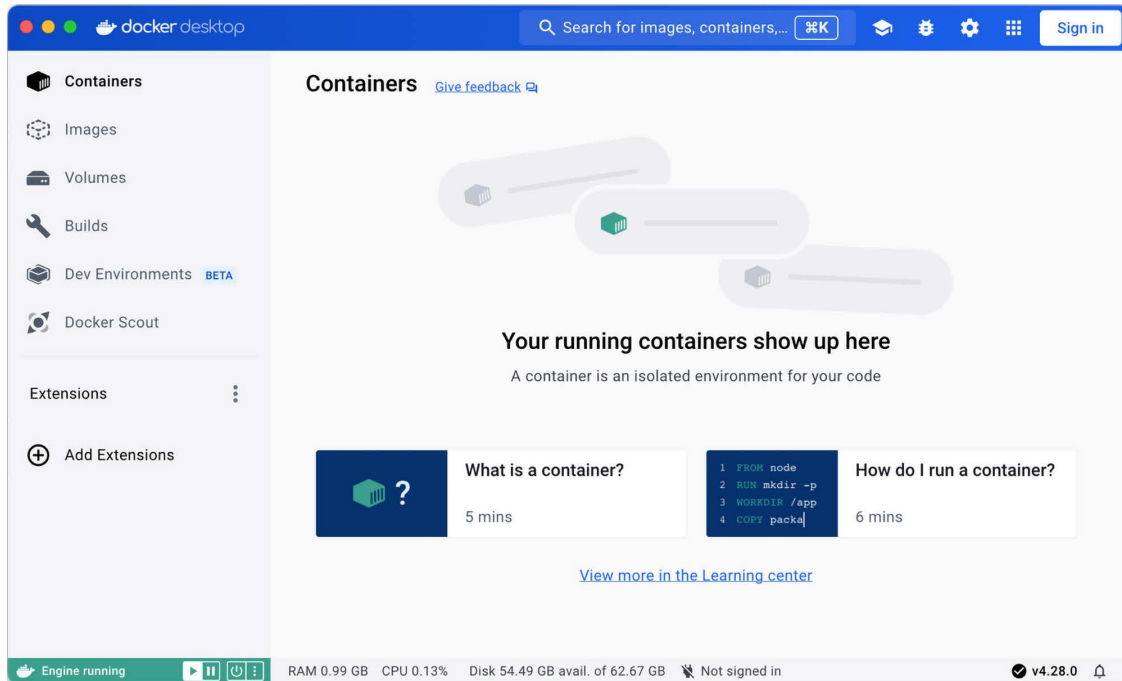 docker desktop
Search for images, containers,... ⌘K
Sign in
Containers
Images
Volumes
Builds
Dev Environments BETA
Docker Scout
Extensions
Add Extensions
Containers Give feedback
Your running containers show up here
A container is an isolated environment for your code
?
What is a container?
5 mins
1 FROM node
2 RUN mkdir -p
3 WORKDIR /app
4 COPY packa
How do I run a container?
6 mins
View more in the Learning center
Engine running
RAM 0.99 GB CPU 0.13% Disk 54.49 GB avail. of 62.67 GB Not signed in
v4.28.0